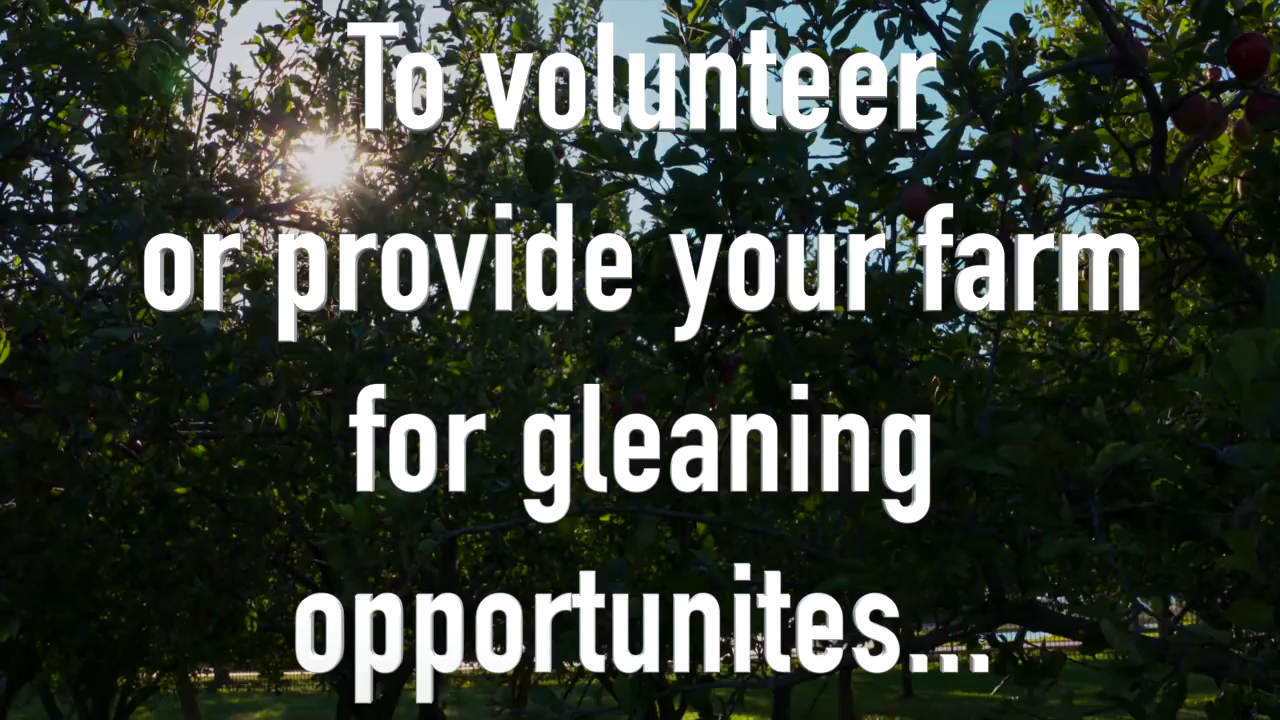 To volunteer
or provide your farm
for gleaning
opportunites...